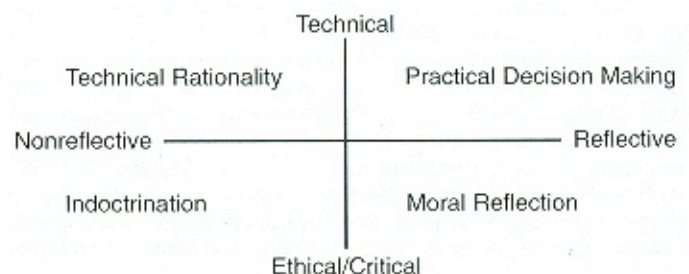 Technical
Technical Rationality
Practical Decision Making
Nonreflective
Reflective
Indoctrination
Moral Reflection
Ethical/Critical